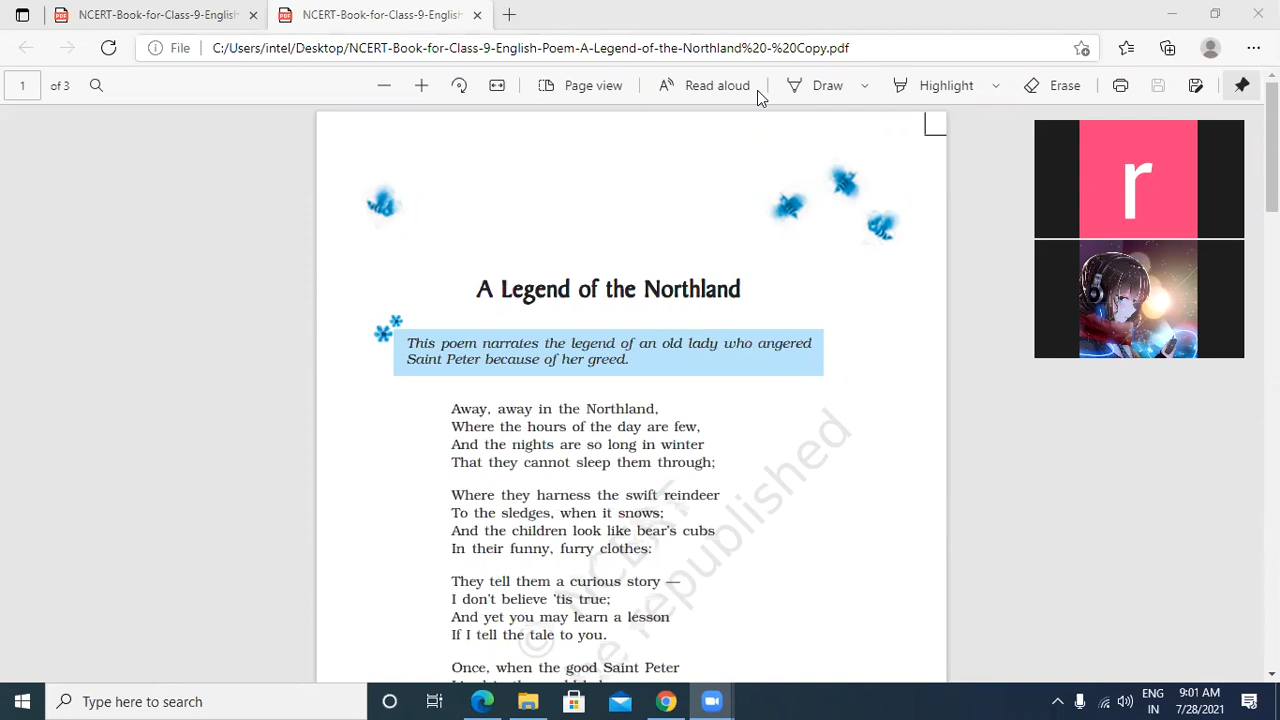 NCERT-Book-for-Class-9-English
NCERT-Book-for-Class-9-English
File C:/Users/intel/Desktop/NCERT-Book-for-Class-9-English-Poem-A-Legend-of-the-Northland%20-%20Copy.pdf
1 of 3 Page view Read aloud Draw Highlight Erase
r
A Legend of the Northland
This poem narrates the legend of an old lady who angered
Saint Peter because of her greed.
Away, away in the Northland,
Where the hours of the day are few,
And the nights are so long in winter
That they cannot sleep them through;
Where they harness the swift reindeer
To the sledges, when it snows;
And the children look like bear's cubs
In their funny, furry clothes:
They tell them a curious story —
I don't believe 'tis true;
And yet you may learn a lesson
If I tell the tale to you.
Once, when the good Saint Peter
© NCERT
be republished
Type here to search
ENG 9:01 AM
IN 7/28/2021